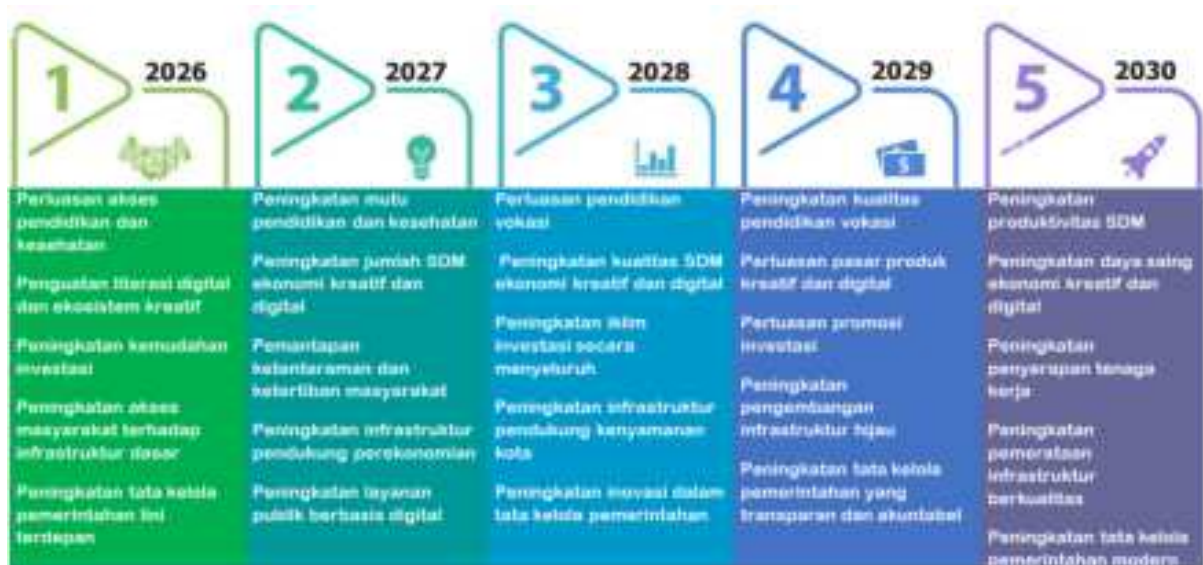 1
2026
Perluasan akses
pendidikan dan
kesehatan
Penguatan literasi digital
dan ekosistem kreatif
Peningkatan kemudahan
investasi
Peningkatan akses
masyarakat terhadap
infrastruktur dasar
Peningkatan tata kelola
pemerintahan lini
terdepan
2
2027
Peningkatan mutu
pendidikan dan kesehatan
Peningkatan jumlah SDM
ekonomi kreatif dan
digital
Pemantapan
ketenteraman dan
ketertiban masyarakat
Peningkatan infrastruktur
pendukung perekonomian
Peningkatan layanan
publik berbasis digital
3
2028
Perluasan pendidikan
vokasi
Peningkatan kualitas SDM
ekonomi kreatif dan digital
Peningkatan iklim
investasi secara
menyeluruh
Peningkatan infrastruktur
pendukung kenyamanan
kota
Peningkatan inovasi dalam
tata kelola pemerintahan
4
2029
$
Peningkatan kualitas
pendidikan vokasi
Perluasan pasar produk
kreatif dan digital
Perluasan promosi
investasi
Peningkatan
pengembangan
infrastruktur hijau
Peningkatan tata kelola
pemerintahan yang
transparan dan akuntabel
5
2030
Peningkatan
produktivitas SDM
Peningkatan daya saing
ekonomi kreatif dan
digital
Peningkatan
penyerapan tenaga
kerja
Peningkatan
pemerataan
infrastruktur
berkualitas
Peningkatan tata kelola
pemerintahan modern